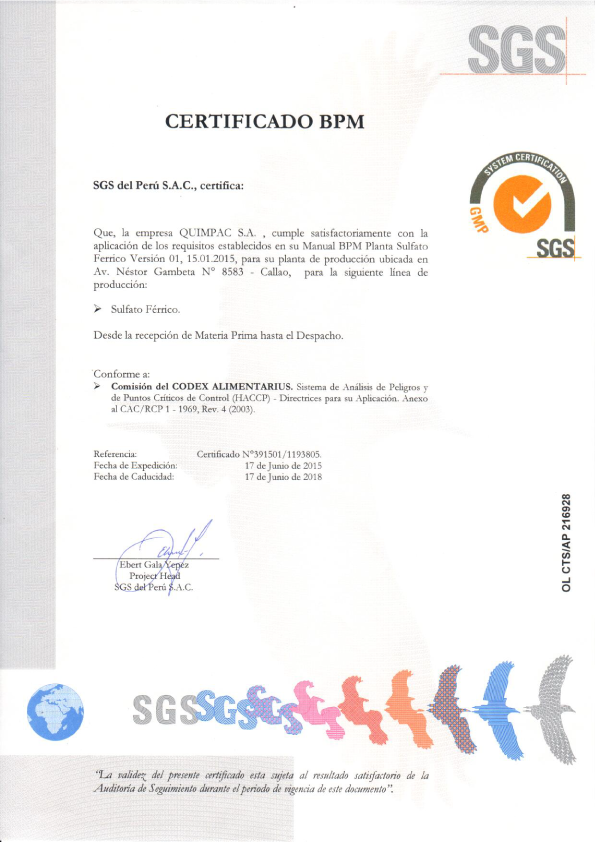 SGS
CERTIFICADO BPM
SGS del Perú S.A.C., certifica:
SYSTEM CERTIFICATION
GMP
SGS
Que, la empresa QUIMPAC S.A. , cumple satisfactoriamente con la
aplicación de los requisitos establecidos en su Manual BPM Planta Sulfato
Ferrico Versión 01, 15.01.2015, para su planta de producción ubicada en
Av. Néstor Gambeta N° 8583 - Callao, para la siguiente línea de
producción:
➢ Sulfato Férrico.
Desde la recepción de Materia Prima hasta el Despacho.
Conforme a:
➢ Comisión del CODEX ALIMENTARIUS. Sistema de Análisis de Peligros y
de Puntos Críticos de Control (HACCP) - Directrices para su Aplicación. Anexo
al CAC/RCP 1 - 1969, Rev. 4 (2003).
Referencia: Certificado N°391501/1193805.
Fecha de Expedición: 17 de Junio de 2015
Fecha de Caducidad: 17 de Junio de 2018
Ebert Gala Yepéz
Project Head
SGS del Perú S.A.C.
OL CTS/AP 216928
SGS SGS
"La validez del presente certificado esta sujeta al resultado satisfactorio de la
Auditoría de Seguimiento durante el periodo de vigencia de este documento".